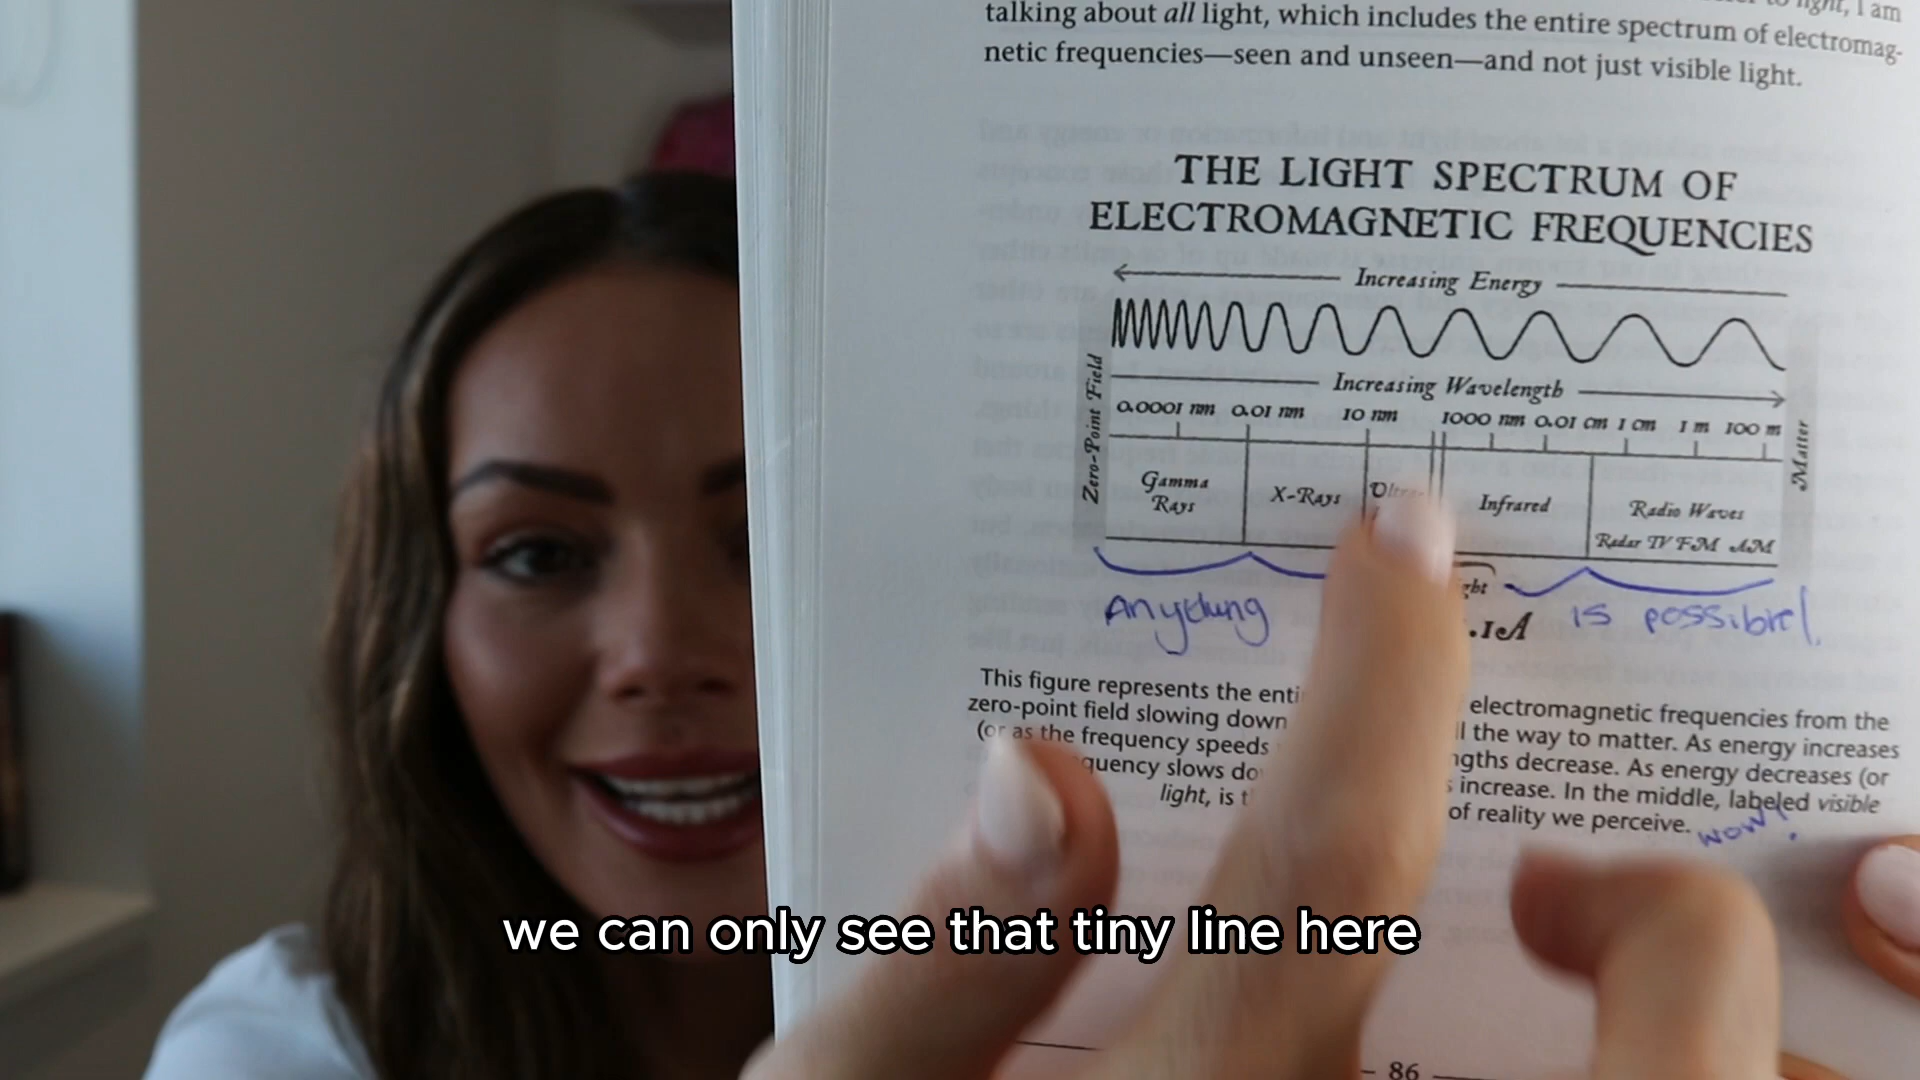 light, I am
talking about all light, which includes the entire spectrum of electromag-
netic frequencies—seen and unseen—and not just visible light.
THE LIGHT SPECTRUM OF
ELECTROMAGNETIC FREQUENCIES
Increasing Energy
Increasing Wavelength
0.0001 nm 0.01 nm 10 nm 1000 nm 0.01 cm 1 cm 1 m 100 m
Zero-Point Field
Gamma
Rays
X-Rays
Infrared
Radio Waves
Radar TV FM AM
Matter
Anything
is possible!
.1A
This figure represents the electromagnetic frequencies from the
zero-point field slowing down the way to matter. As energy increases
(or as the frequency speeds decrease. As energy decreases (or
slows increase. In the middle, labeled visible
light, is of reality we perceive.
wow!
we can only see that tiny line here
86